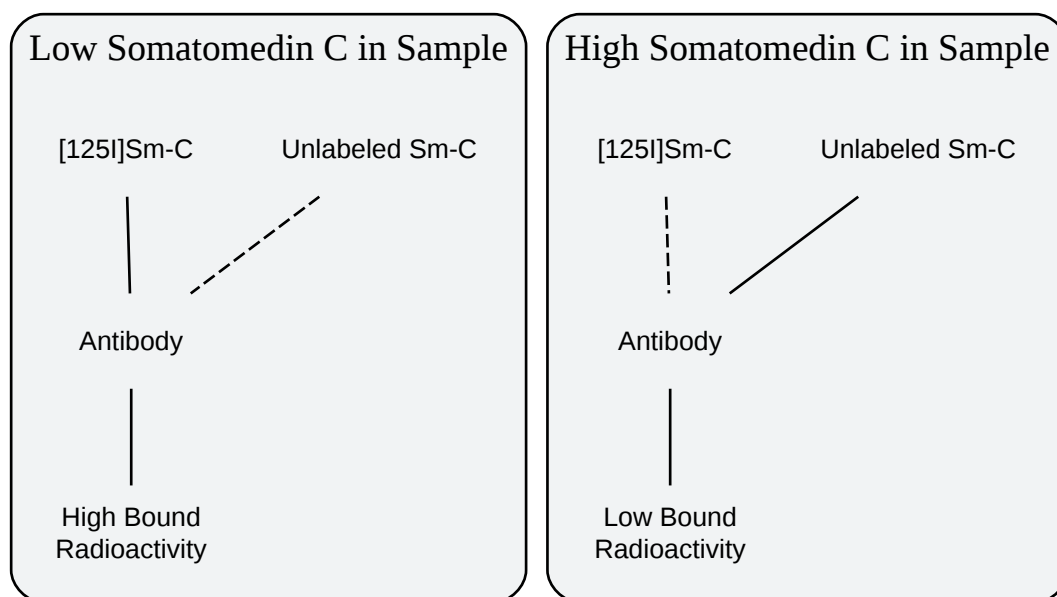 Low Somatomedin C in Sample
[125I]Sm-C
Unlabeled Sm-C
Antibody
High Bound
Radioactivity
High Somatomedin C in Sample
[125I]Sm-C
Unlabeled Sm-C
Antibody
Low Bound
Radioactivity